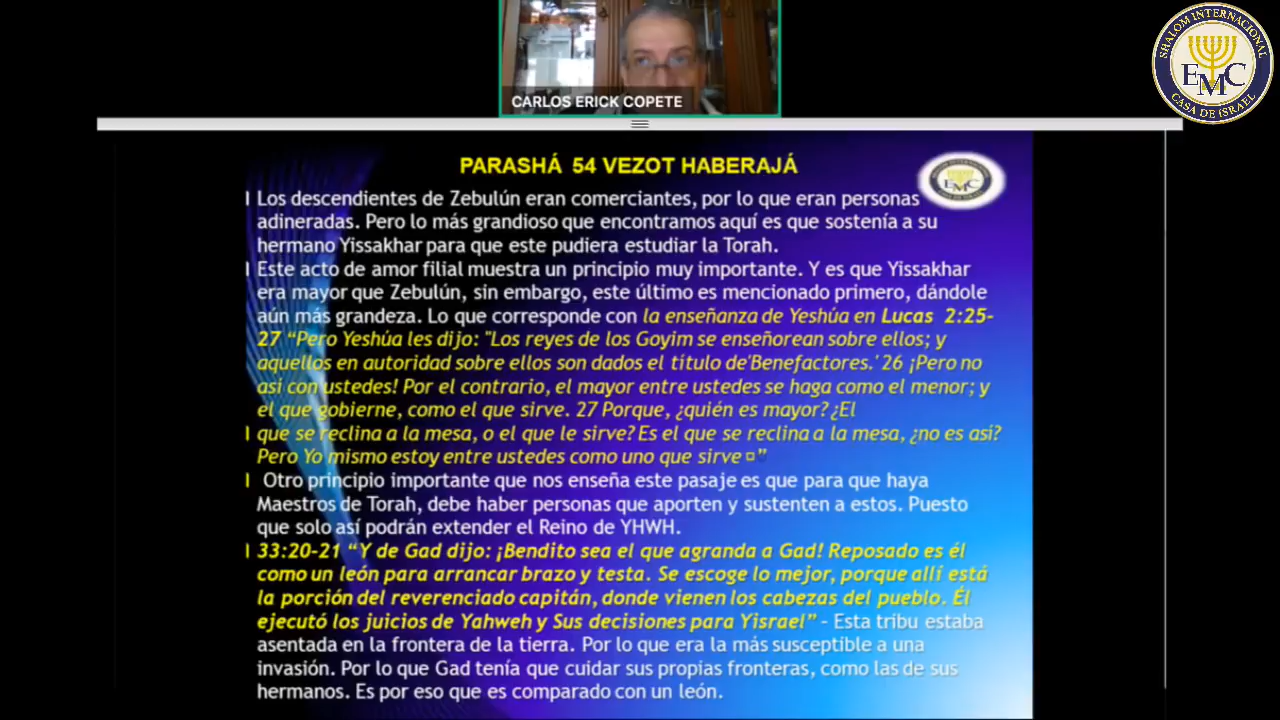 CARLOS ERICK COPETE
SHALOM INTERNACIONAL
EMC
CASA DE ISRAEL
PARASHÁ 54 VEZOT HABERAJÁ
EMC
Los descendientes de Zebulún eran comerciantes, por lo que eran personas
adineradas. Pero lo más grandioso que encontramos aquí es que sostenía a su
hermano Yissakhar para que este pudiera estudiar la Torah.
Este acto de amor filial muestra un principio muy importante. Y es que Yissakhar
era mayor que Zebulún, sin embargo, este último es mencionado primero, dándole
aún más grandeza. Lo que corresponde con la enseñanza de Yeshúa en Lucas 2:25-
27 “Pero Yeshúa les dijo: "Los reyes de los Goyim se enseñorean sobre ellos; y
aquellos en autoridad sobre ellos son dados el título de'Benefactores.' 26 ¡Pero no
así con ustedes! Por el contrario, el mayor entre ustedes se haga como el menor; y
el que gobierne, como el que sirve. 27 Porque, ¿quién es mayor? ¿El
que se reclina a la mesa, o el que le sirve? Es el que se reclina a la mesa, ¿no es así?
Pero Yo mismo estoy entre ustedes como uno que sirve¤”
Otro principio importante que nos enseña este pasaje es que para que haya
Maestros de Torah, debe haber personas que aporten y sustenten a estos. Puesto
que solo así podrán extender el Reino de YHWH.
33:20-21 “Y de Gad dijo: ¡Bendito sea el que agranda a Gad! Reposado es él
como un león para arrancar brazo y testa. Se escoge lo mejor, porque allí está
la porción del reverenciado capitán, donde vienen los cabezas del pueblo. Él
ejecutó los juicios de Yahweh y Sus decisiones para Yisrael” – Esta tribu estaba
asentada en la frontera de la tierra. Por lo que era la más susceptible a una
invasión. Por lo que Gad tenía que cuidar sus propias fronteras, como las de sus
hermanos. Es por eso que es comparado con un león.